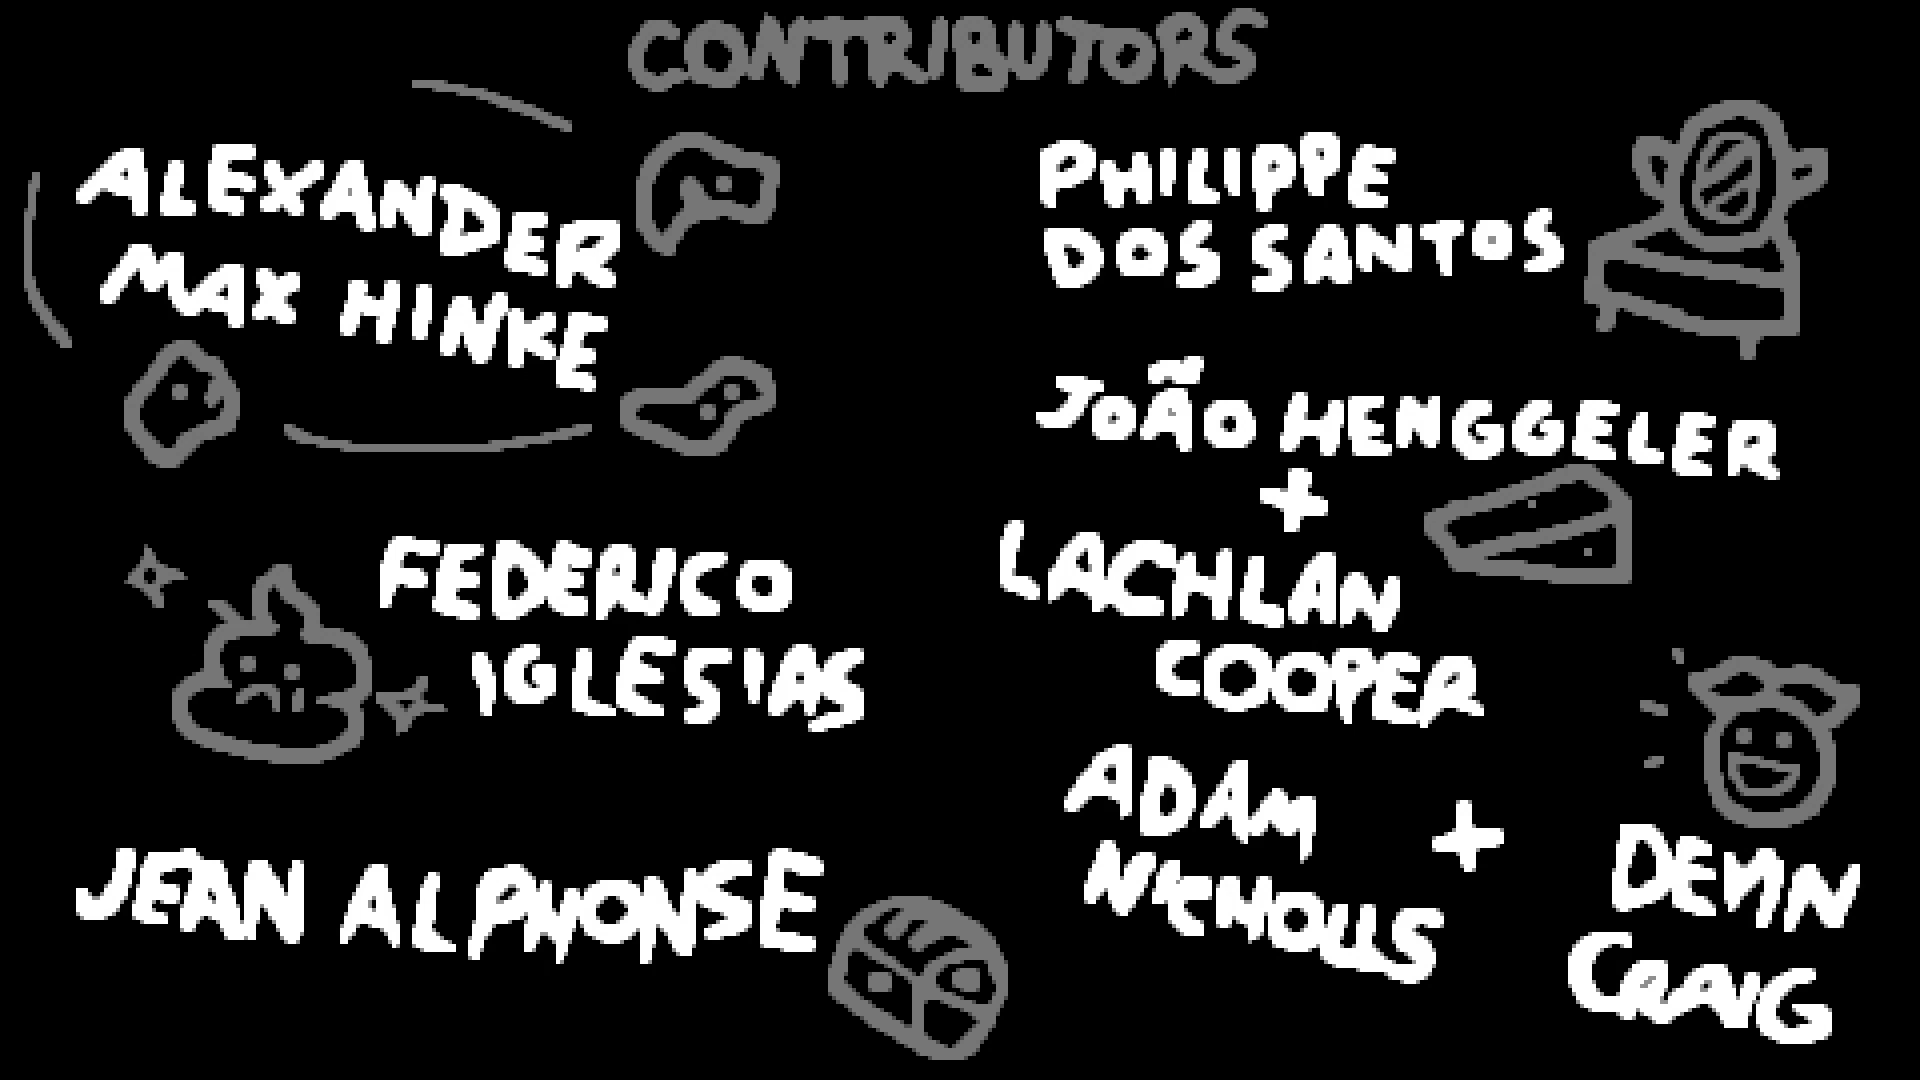 CONTRIBUTORS
ALEXANDER
MAX HINKE
FEDERICO
IGLESIAS
JEAN ALPHONSE
PHILIPPE
DOS SANTOS
JOÃO HENGGELER
+
LACHLAN
COOPER
ADAM
NICHOLLS
+
DEVIN
CRAIG